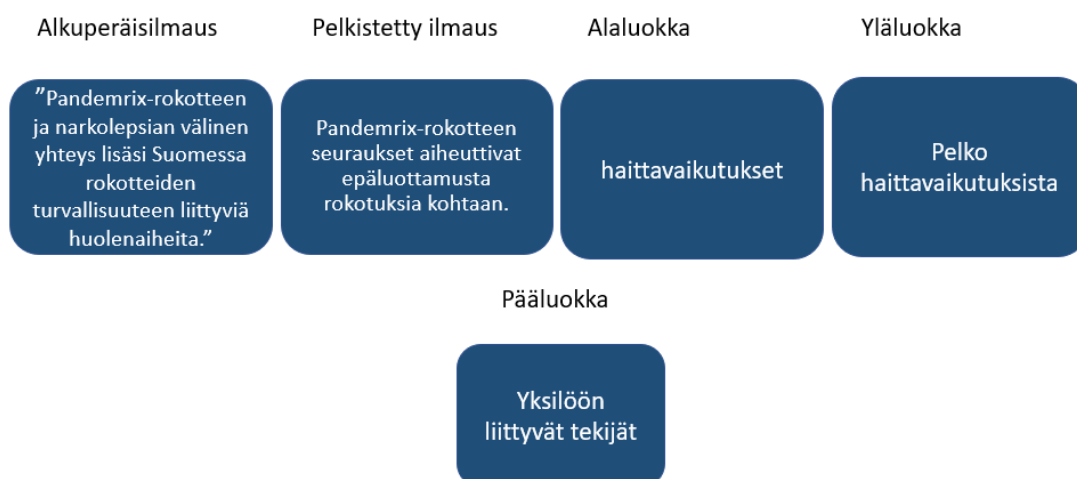 Alkuperäisilmaus
Pelkistetty ilmaus
Alaluokka
Yläluokka
”Pandemrix-rokotteen
ja narkolepsian välinen
yhteys lisäsi Suomessa
rokotteiden
turvallisuuteen liittyviä
huolenaiheita.”
Pandemrix-rokotteen
seuraukset aiheuttivat
epäluottamusta
rokotuksia kohtaan.
haittavaikutukset
Pelko
haittavaikutuksista
Pääluokka
Yksilöön
liittyvät tekijät